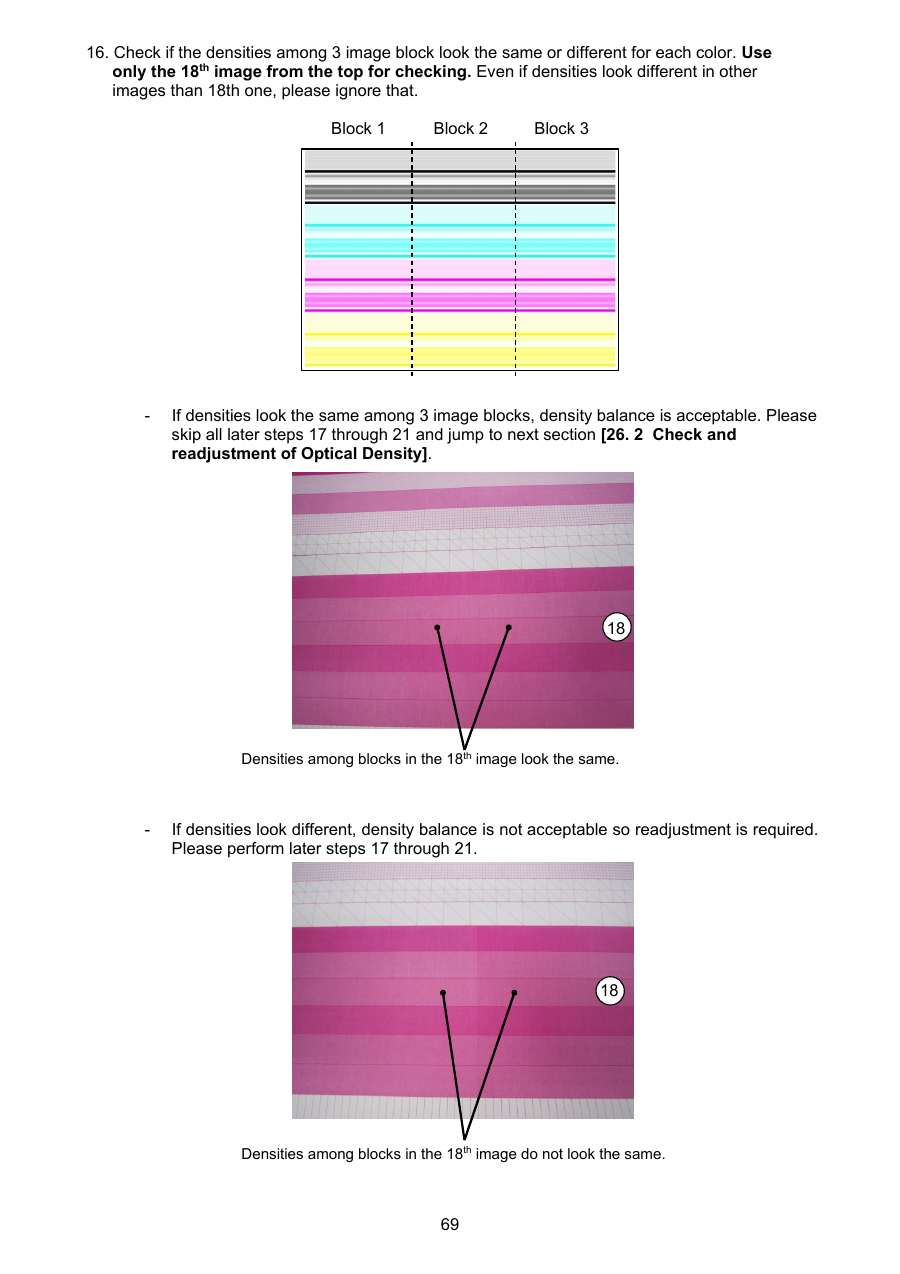 16. Check if the densities among 3 image block look the same or different for each color. Use
only the 18th image from the top for checking. Even if densities look different in other
images than 18th one, please ignore that.
Block 1 Block 2 Block 3
- If densities look the same among 3 image blocks, density balance is acceptable. Please
skip all later steps 17 through 21 and jump to next section [26. 2 Check and
readjustment of Optical Density].
18
Densities among blocks in the 18th image look the same.
- If densities look different, density balance is not acceptable so readjustment is required.
Please perform later steps 17 through 21.
18
Densities among blocks in the 18th image do not look the same.
69